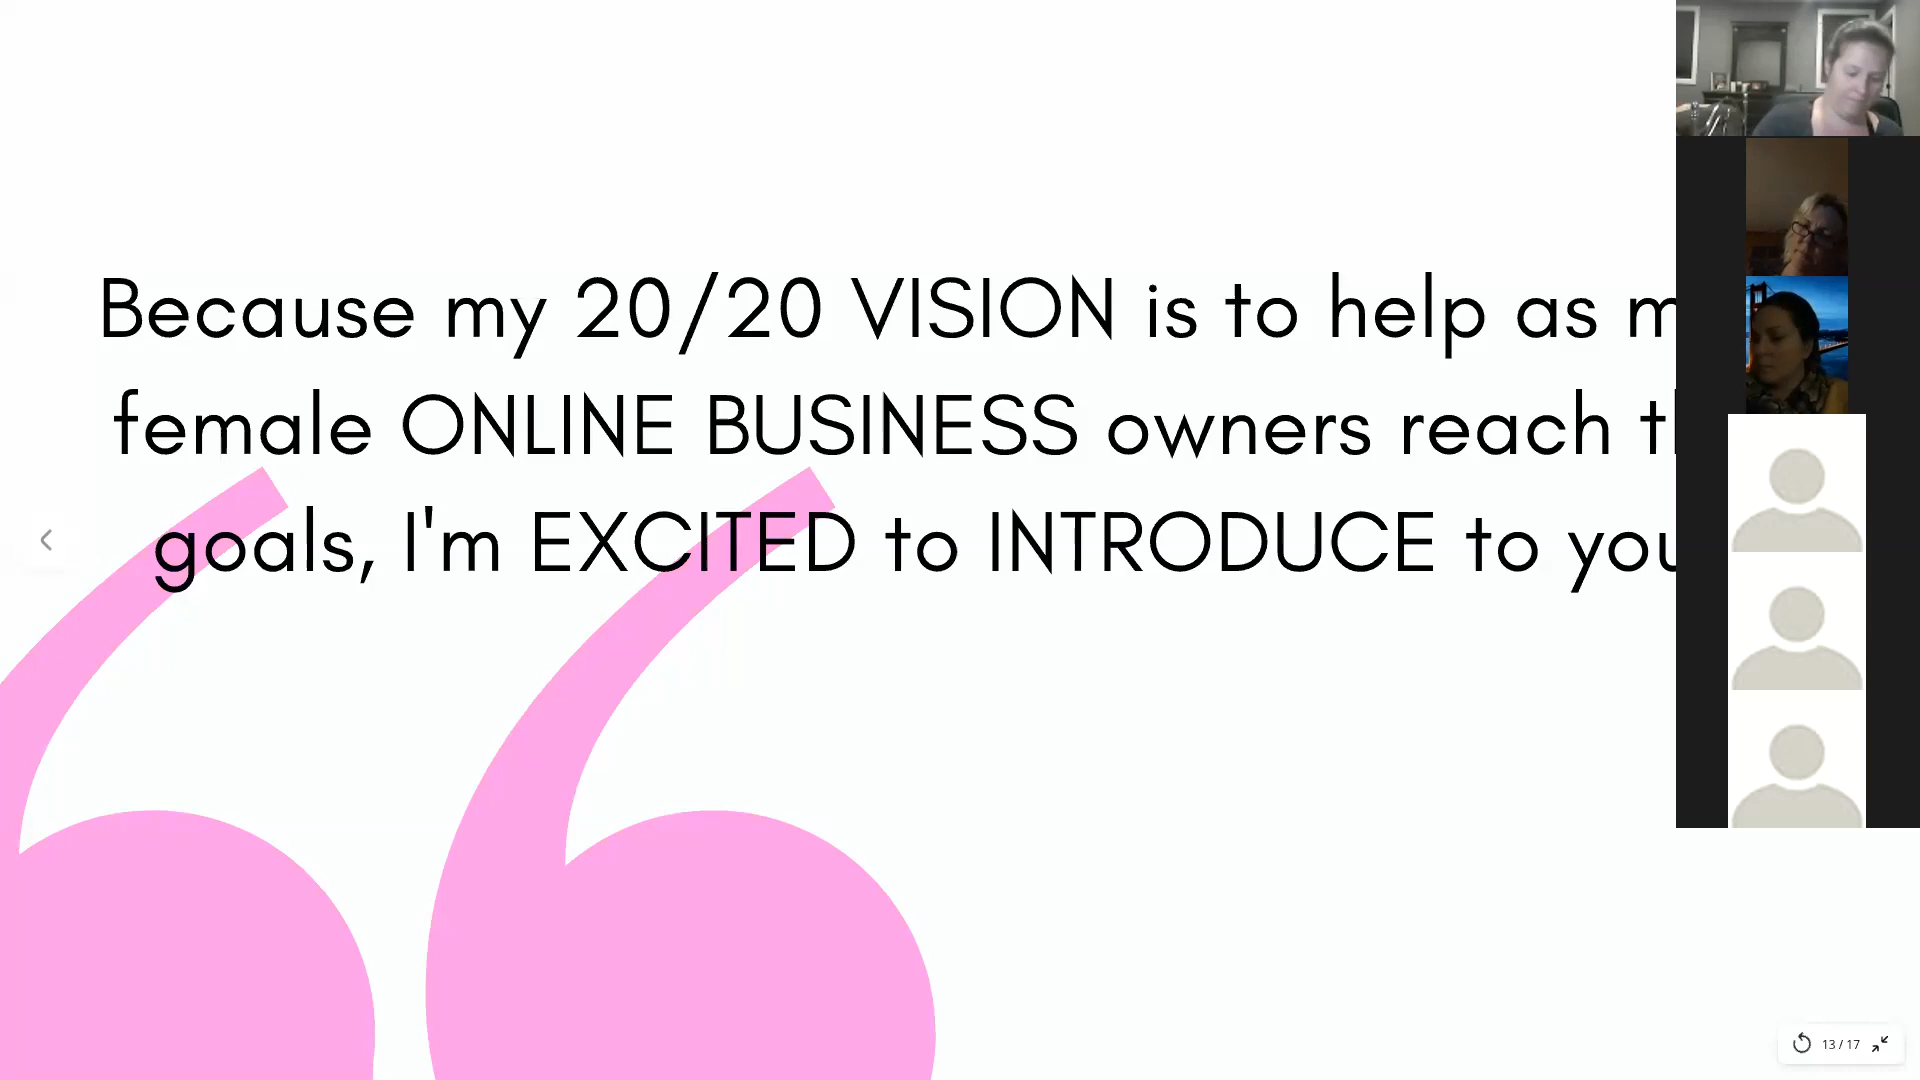 Because my 20/20 VISION is to help as
female ONLINE BUSINESS owners reach
goals, I'm EXCITED to INTRODUCE to you
13 / 17